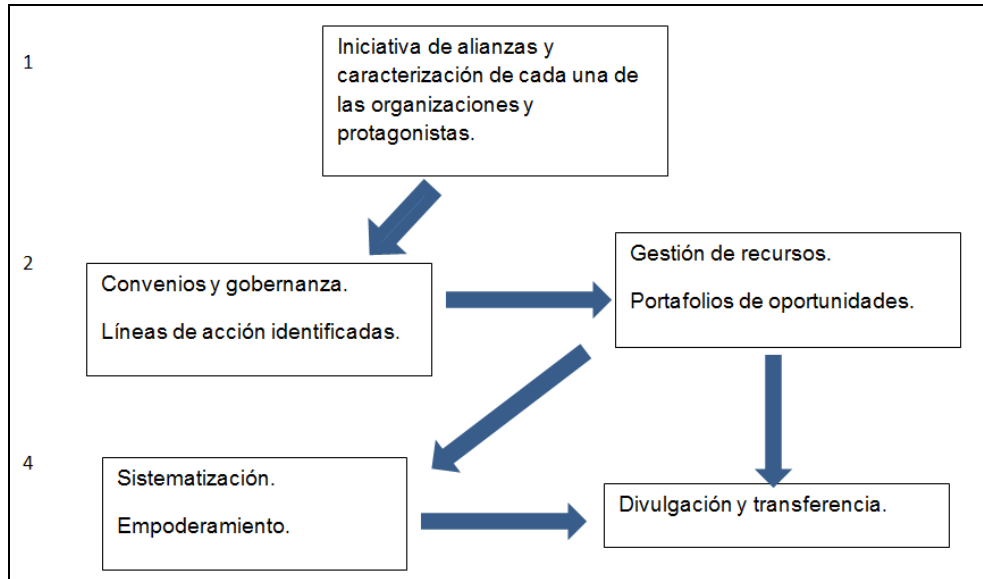 1
Iniciativa de alianzas y
caracterización de cada una de
las organizaciones y
protagonistas.
2
Convenios y gobernanza.
Líneas de acción identificadas.
Gestión de recursos.
Portafolios de oportunidades.
4
Sistematización.
Empoderamiento.
Divulgación y transferencia.